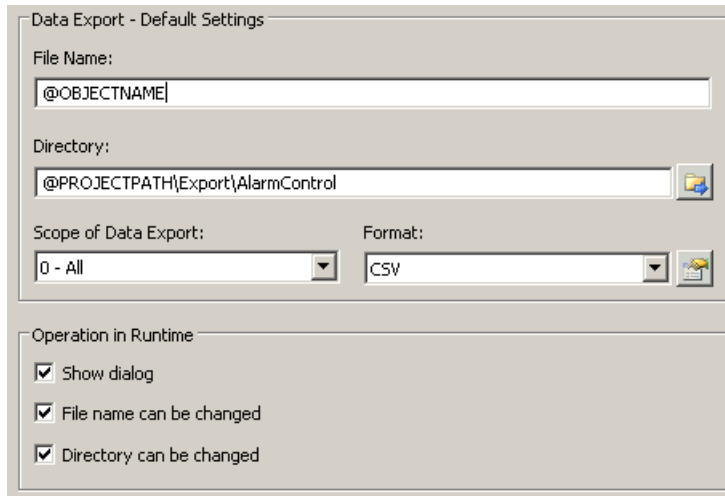 Data Export - Default Settings
File Name:
@OBJECTNAME
Directory:
@PROJECTPATH\Export\AlarmControl
Scope of Data Export: Format:
0 - All CSV
Operation in Runtime
Show dialog
File name can be changed
Directory can be changed